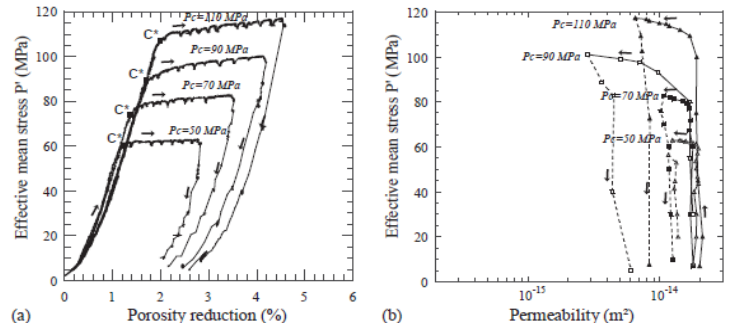 Effective mean stress P' (MPa)
120
100
80
60
40
20
0
C*
C*
C*
C*
Pc=110 MPa
Pc=90 MPa
Pc=70 MPa
Pc=50 MPa
0 1 2 3 4 5 6
(a) Porosity reduction (%)
Effective mean stress P' (MPa)
120
100
80
60
40
20
0
Pc=110 MPa
Pc=90 MPa
Pc=70 MPa
Pc=50 MPa
10-15 10-14
(b) Permeability (m²)